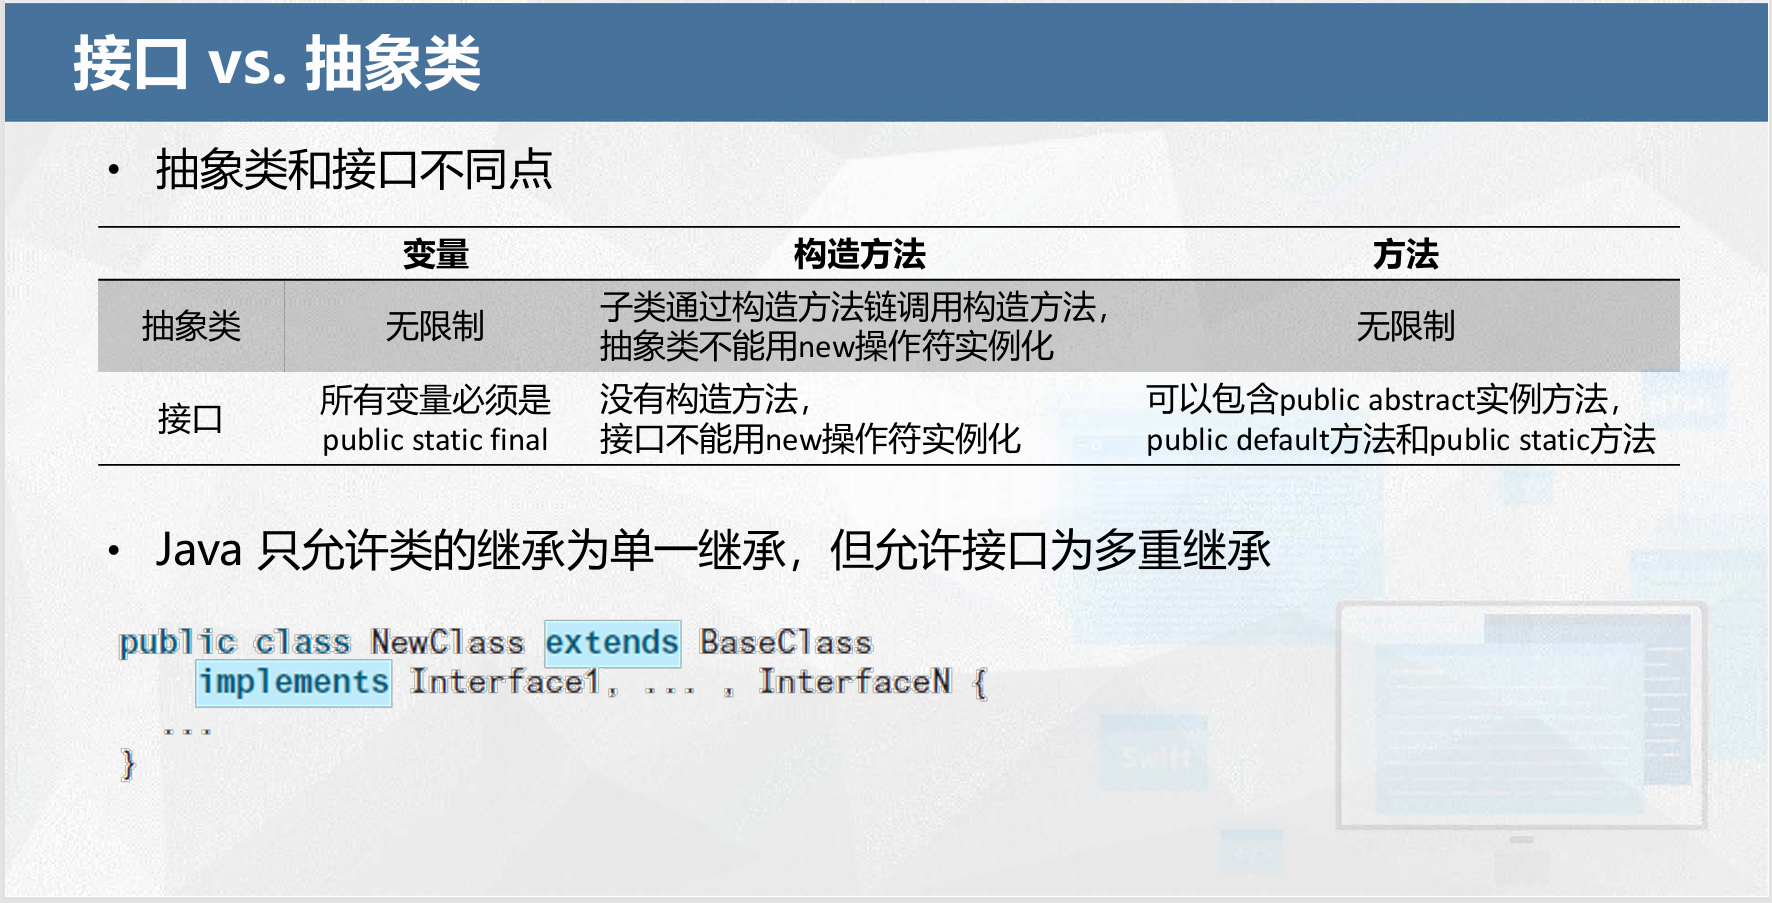 接口 vs. 抽象类
• 抽象类和接口不同点
变量 构造方法 方法
抽象类 无限制 子类通过构造方法链调用构造方法，
抽象类不能用new操作符实例化 无限制
接口 所有变量必须是
public static final 没有构造方法，
接口不能用new操作符实例化 可以包含public abstract实例方法，
public default方法和public static方法
• Java 只允许类的继承为单一继承，但允许接口为多重继承
public class NewClass extends BaseClass
implements Interface1, ... , InterfaceN {
...
}
Swift
</>